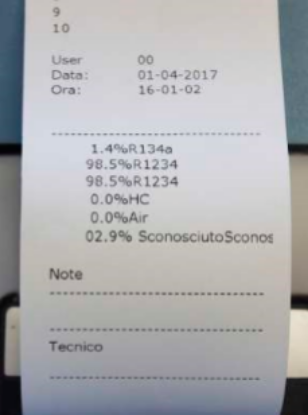 9
10
User 00
Data: 01-04-2017
Ora: 16-01-02
1.4%R134a
98.5%R1234
98.5%R1234
0.0%HC
0.0%Air
02.9% SconosciutoSconos
Note
Tecnico